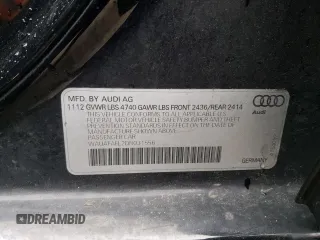 MFD. BY AUDI AG
11 12 GVWR LBS 4740 GAWR LBS FRONT 2436/REAR 2414
THIS VEHICLE CONFORMS TO ALL APPLICABLE U.S.
FEDERAL MOTOR VEHICLE SAFETY BUMPER AND THEFT
PREVENTION STANDARDS IN EFFECT ON THE DATE OF
MANUFACTURE SHOWN ABOVE
PASSENGER CAR
Audi
GERMANY
DREAMBID